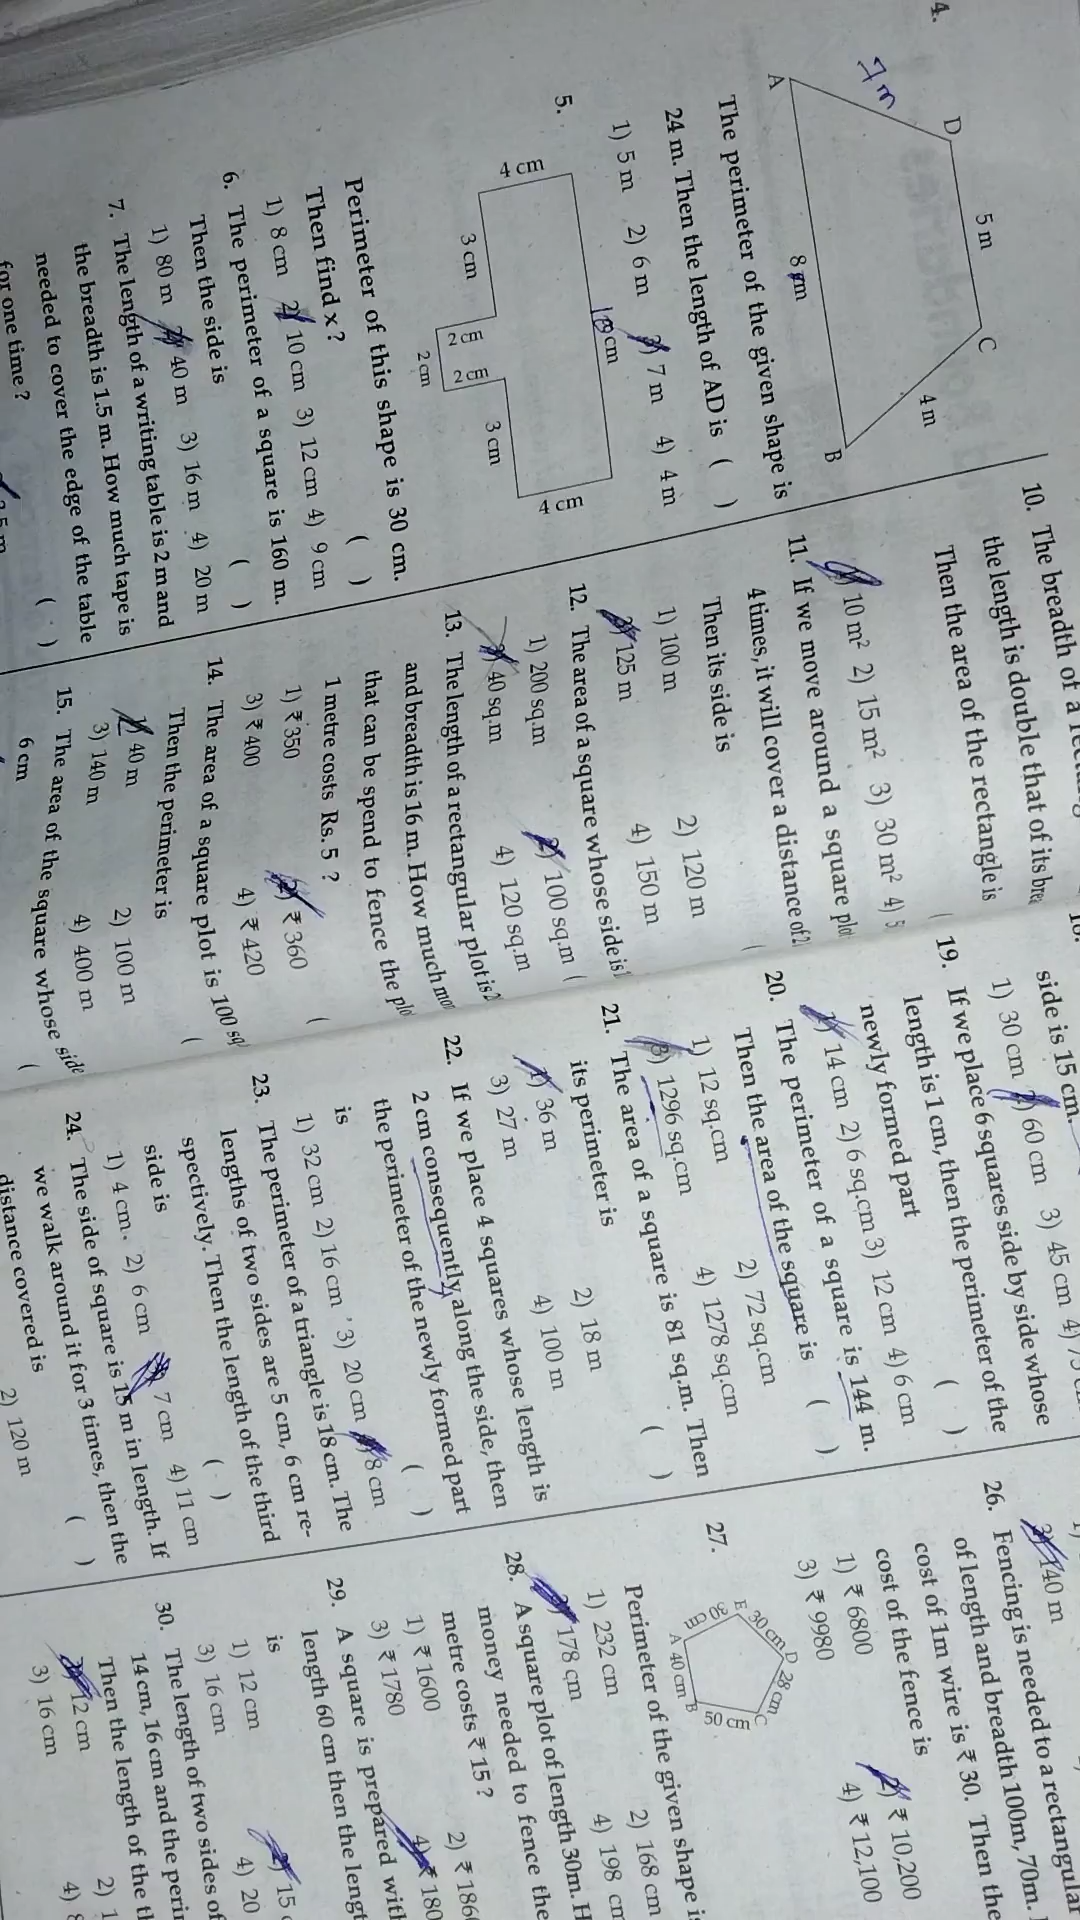 4.
D
5 m
C
7 m
4 m
A
8 m
B
The perimeter of the given shape is
24 m. Then the length of AD is ( )
1) 5 m 2) 6 m 3) 7 m 4) 4 m
5.
cm
4 cm
4 cm
3 cm
2 cm
2 cm
3 cm
2 cm
Perimeter of this shape is 30 cm.
Then find x ? ( )
1) 8 cm 2) 10 cm 3) 12 cm 4) 9 cm
6. The perimeter of a square is 160 m.
Then the side is ( )
1) 80 m 2) 40 m 3) 16 m 4) 20 m
7. The length of a writing table is 2 m and
the breadth is 1.5 m. How much tape is
needed to cover the edge of the table
for one time ? ( )
10. The breadth of a
the length is double that of its
Then the area of the rectangle is
10 m² 2) 15 m² 3) 30 m² 4) 5
11. If we move around a square
4 times, it will cover a distance of
Then its side is (
1) 100 m 2) 120 m
3) 125 m 4) 150 m
12. The area of a square whose side is
(
1) 200 sq.m 2) 100 sq.m
3) 40 sq.m 4) 120 sq.m
13. The length of a rectangular plot is
and breadth is 16 m. How much
that can be spend to fence the
1 metre costs Rs. 5 ? (
1) ₹ 350 2) ₹ 360
3) ₹ 400 4) ₹ 420
14. The area of a square plot is 100
Then the perimeter is (
1) 40 m 2) 100 m
3) 140 m 4) 400 m
15. The area of the square whose side
6 cm (
side is 15 cm.
1) 30 cm 2) 60 cm 3) 45 cm 4)
19. If we place 6 squares side by side whose
length is 1 cm, then the perimeter of the
newly formed part ( )
1) 14 cm 2) 6 sq.cm 3) 12 cm 4) 6 cm
20. The perimeter of a square is 144 m.
Then the area of the square is ( )
1) 12 sq.cm 2) 72 sq.cm
3) 1296 sq.cm 4) 1278 sq.cm
21. The area of a square is 81 sq.m. Then
its perimeter is ( )
1) 36 m 2) 18 m
3) 27 m 4) 100 m
22. If we place 4 squares whose length is
2 cm consequently, along the side, then
the perimeter of the newly formed part
is ( )
1) 32 cm 2) 16 cm 3) 20 cm 4) 8 cm
23. The perimeter of a triangle is 18 cm. The
lengths of two sides are 5 cm, 6 cm re-
spectively. Then the length of the third
side is ( )
1) 4 cm 2) 6 cm 3) 7 cm 4) 11 cm
24. The side of square is 15 m in length. If
we walk around it for 3 times, then the
distance covered is ( )
2) 120 m
140 m
26. Fencing is needed to a rectangular
of length and breadth 100m, 70m.
cost of 1m wire is ₹ 30. Then the
cost of the fence is
1) ₹ 6800 2) ₹ 10,200
3) ₹ 9980 4) ₹ 12,100
27.
E
30 cm
D
28 cm
C
50 cm
B
40 cm
A
Perimeter of the given shape is
1) 232 cm 2) 168 cm
3) 178 cm 4) 198 cm
28. A square plot of length 30m. H
money needed to fence the
metre costs ₹ 15 ?
1) ₹ 1600 2) ₹ 186
3) ₹ 1780 4) ₹ 180
29. A square is prepared with
length 60 cm then the lengt
is
1) 12 cm 2) 15
3) 16 cm 4) 20
30. The length of two sides of
14 cm, 16 cm and the peri
Then the length of the th
12 cm 2) 1
3) 16 cm 4) 8